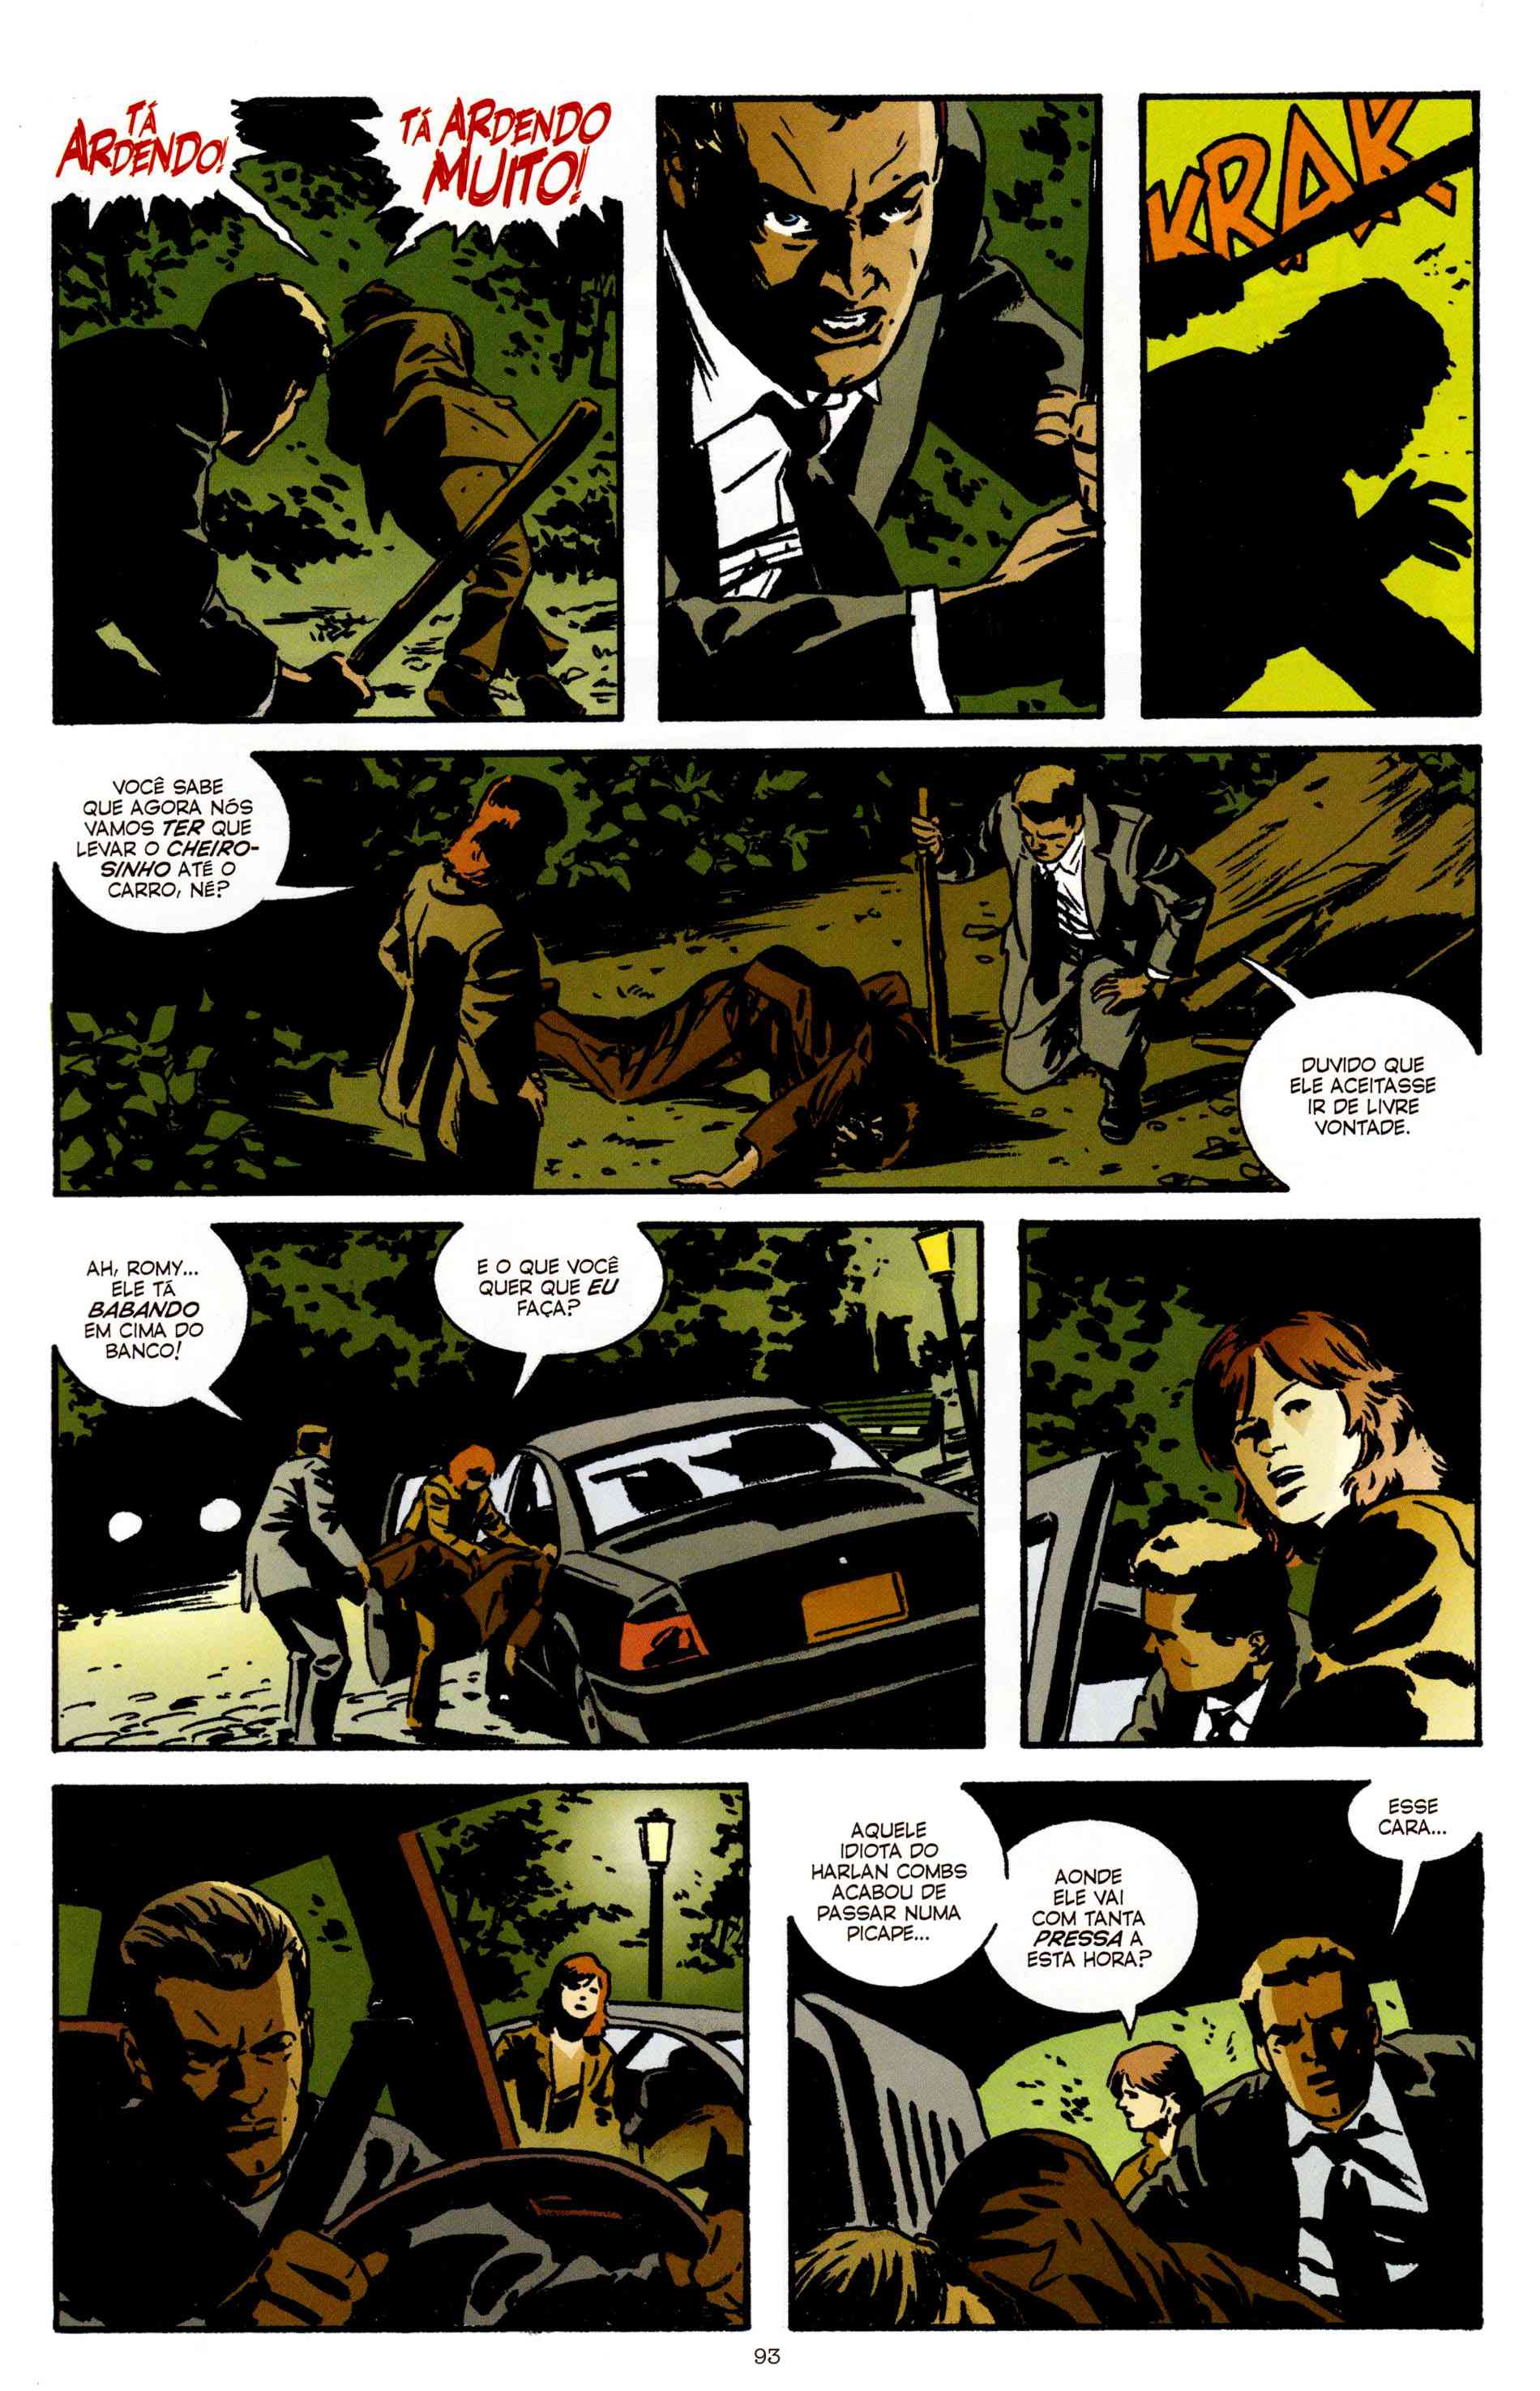 TÁ
ARDENDO!
TÁ ARDENDO
MUITO!
KRAK
VOCÊ SABE
QUE AGORA NÓS
VAMOS TER QUE
LEVAR O CHEIRO-
SINHO ATÉ O
CARRO, NÉ?
DUVIDO QUE
ELE ACEITASSE
IR DE LIVRE
VONTADE.
AH, ROMY...
ELE TÁ
BABANDO
EM CIMA DO
BANCO!
E O QUE VOCÊ
QUER QUE EU
FAÇA?
AQUELE
IDIOTA DO
HARLAN COMBS
ACABOU DE
PASSAR NUMA
PICAPE...
AONDE
ELE VAI
COM TANTA
PRESSA A
ESTA HORA?
ESSE
CARA...
93